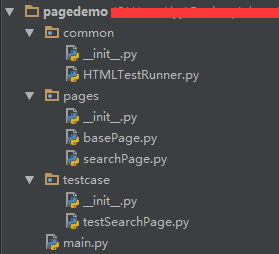 pagedemo
common
__init__.py
HTMLTestRunner.py
pages
__init__.py
basePage.py
searchPage.py
testcase
__init__.py
testSearchPage.py
main.py